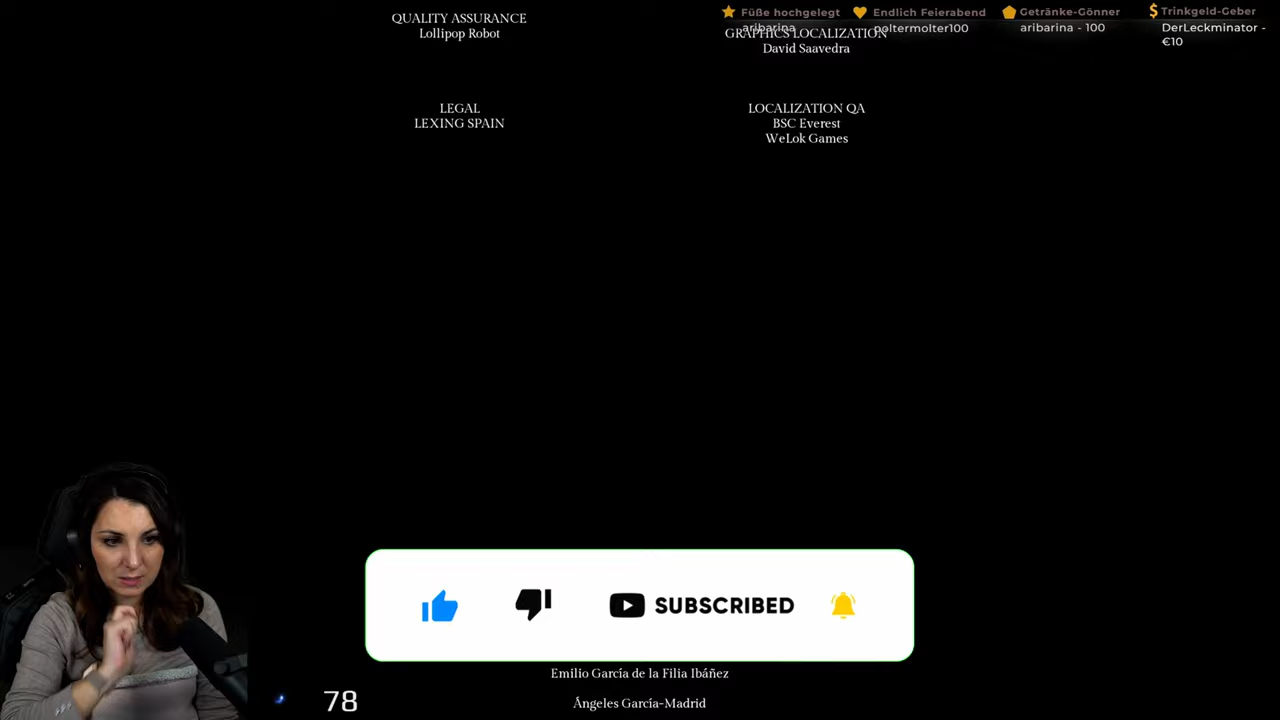 QUALITY ASSURANCE
Lollipop Robot
Füße hochgelegt
aribarina
Endlich Feierabend
poltermolter100
Getränke-Gönner
aribarina - 100
$ Trinkgeld-Geber
DerLeckminator -
€10
GRAPHICS LOCALIZATION
David Saavedra
LEGAL
LEXING SPAIN
LOCALIZATION QA
BSC Everest
WeLok Games
SUBSCRIBED
Emilio García de la Filia Ibáñez
Ángeles García-Madrid
78